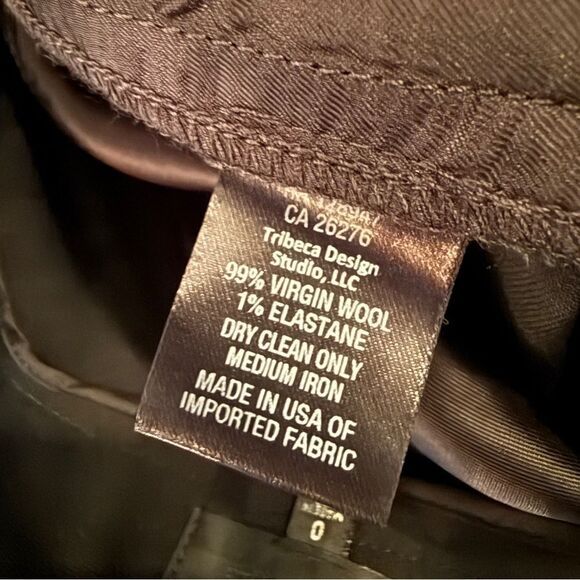 CA 26276
Tribeca Design
Studio, LLC
99% VIRGIN WOOL
1% ELASTANE
DRY CLEAN ONLY
MEDIUM IRON
MADE IN USA OF
IMPORTED FABRIC
0